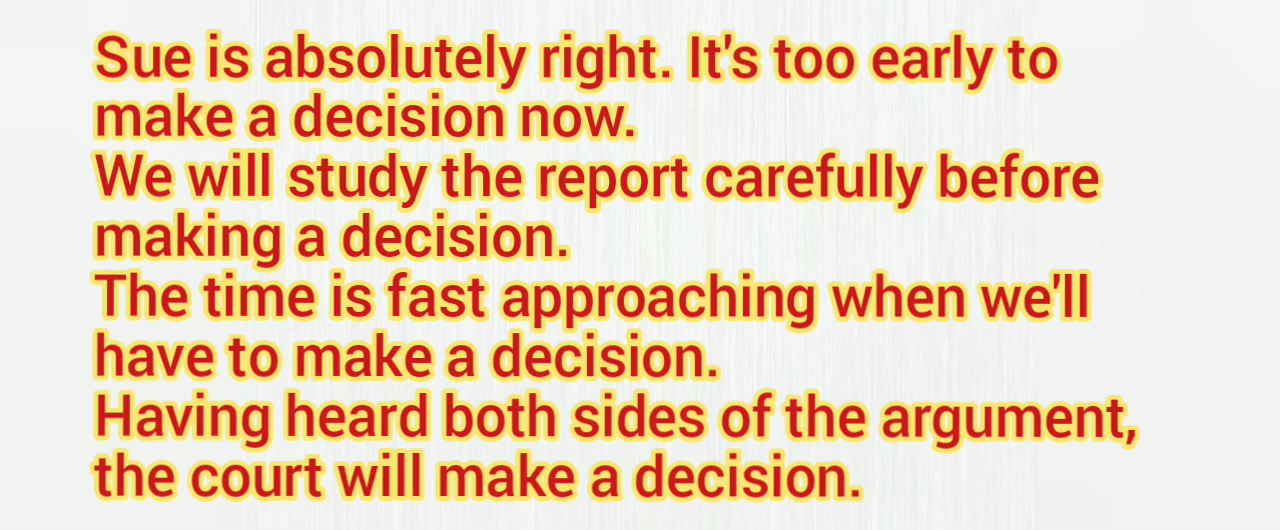 Sue is absolutely right. It's too early to
make a decision now.
We will study the report carefully before
making a decision.
The time is fast approaching when we'll
have to make a decision.
Having heard both sides of the argument,
the court will make a decision.